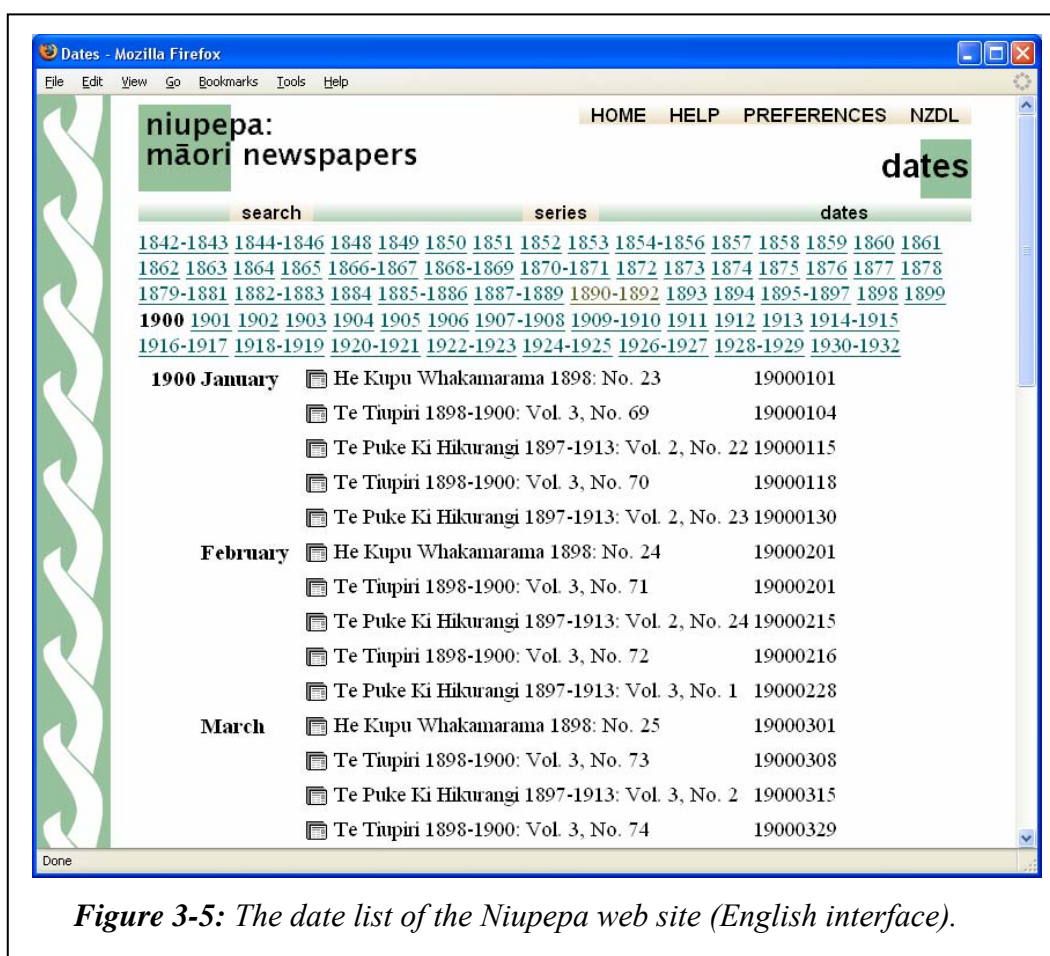 Dates - Mozilla Firefox
File Edit View Go Bookmarks Tools Help
niupepa:
māori newspapers
HOME HELP PREFERENCES NZDL
dates
search series dates
1842-1843 1844-1846 1848 1849 1850 1851 1852 1853 1854-1856 1857 1858 1859 1860 1861
1862 1863 1864 1865 1866-1867 1868-1869 1870-1871 1872 1873 1874 1875 1876 1877 1878
1879-1881 1882-1883 1884 1885-1886 1887-1889 1890-1892 1893 1894 1895-1897 1898 1899
1900 1901 1902 1903 1904 1905 1906 1907-1908 1909-1910 1911 1912 1913 1914-1915
1916-1917 1918-1919 1920-1921 1922-1923 1924-1925 1926-1927 1928-1929 1930-1932
1900 January He Kupu Whakamarama 1898: No. 23 19000101
Te Tiupiri 1898-1900: Vol. 3, No. 69 19000104
Te Puke Ki Hikurangi 1897-1913: Vol. 2, No. 22 19000115
Te Tiupiri 1898-1900: Vol. 3, No. 70 19000118
Te Puke Ki Hikurangi 1897-1913: Vol. 2, No. 23 19000130
February He Kupu Whakamarama 1898: No. 24 19000201
Te Tiupiri 1898-1900: Vol. 3, No. 71 19000201
Te Puke Ki Hikurangi 1897-1913: Vol. 2, No. 24 19000215
Te Tiupiri 1898-1900: Vol. 3, No. 72 19000216
Te Puke Ki Hikurangi 1897-1913: Vol. 3, No. 1 19000228
March He Kupu Whakamarama 1898: No. 25 19000301
Te Tiupiri 1898-1900: Vol. 3, No. 73 19000308
Te Puke Ki Hikurangi 1897-1913: Vol. 3, No. 2 19000315
Te Tiupiri 1898-1900: Vol. 3, No. 74 19000329
Done
Figure 3-5: The date list of the Niupepa web site (English interface).